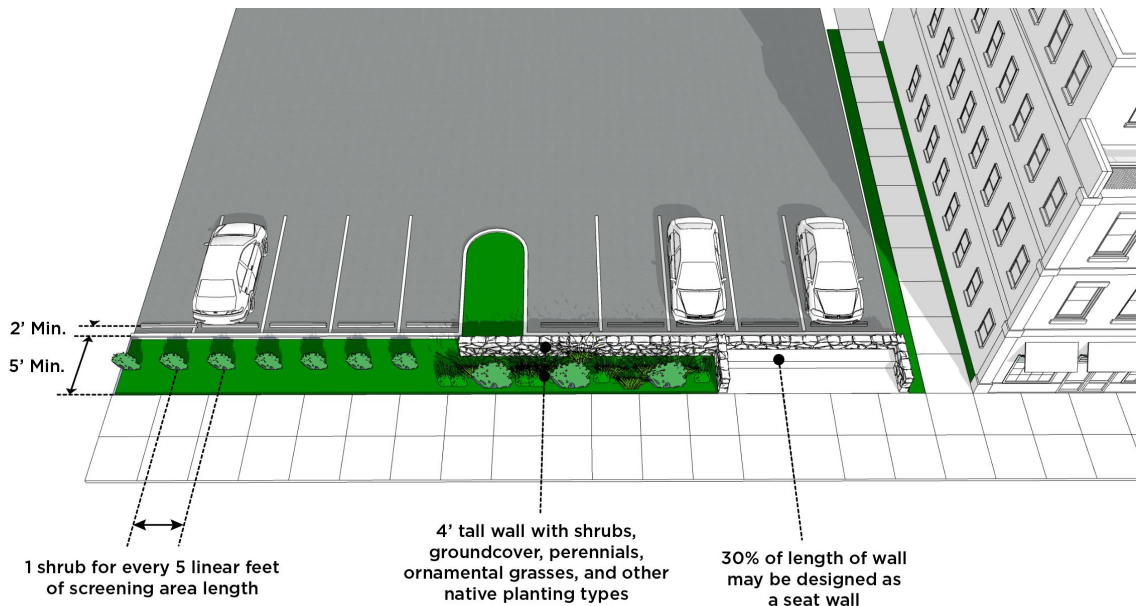 2’ Min.
5’ Min.
1 shrub for every 5 linear feet
of screening area length
4’ tall wall with shrubs,
groundcover, perennials,
ornamental grasses, and other
native planting types
30% of length of wall
may be designed as
a seat wall